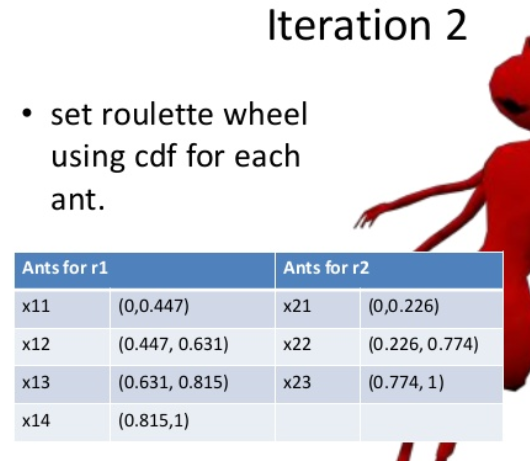 Iteration 2
• set roulette wheel
using cdf for each
ant.
Ants for r1 Ants for r2
x11 (0,0.447) x21 (0,0.226)
x12 (0.447, 0.631) x22 (0.226, 0.774)
x13 (0.631, 0.815) x23 (0.774, 1)
x14 (0.815,1)